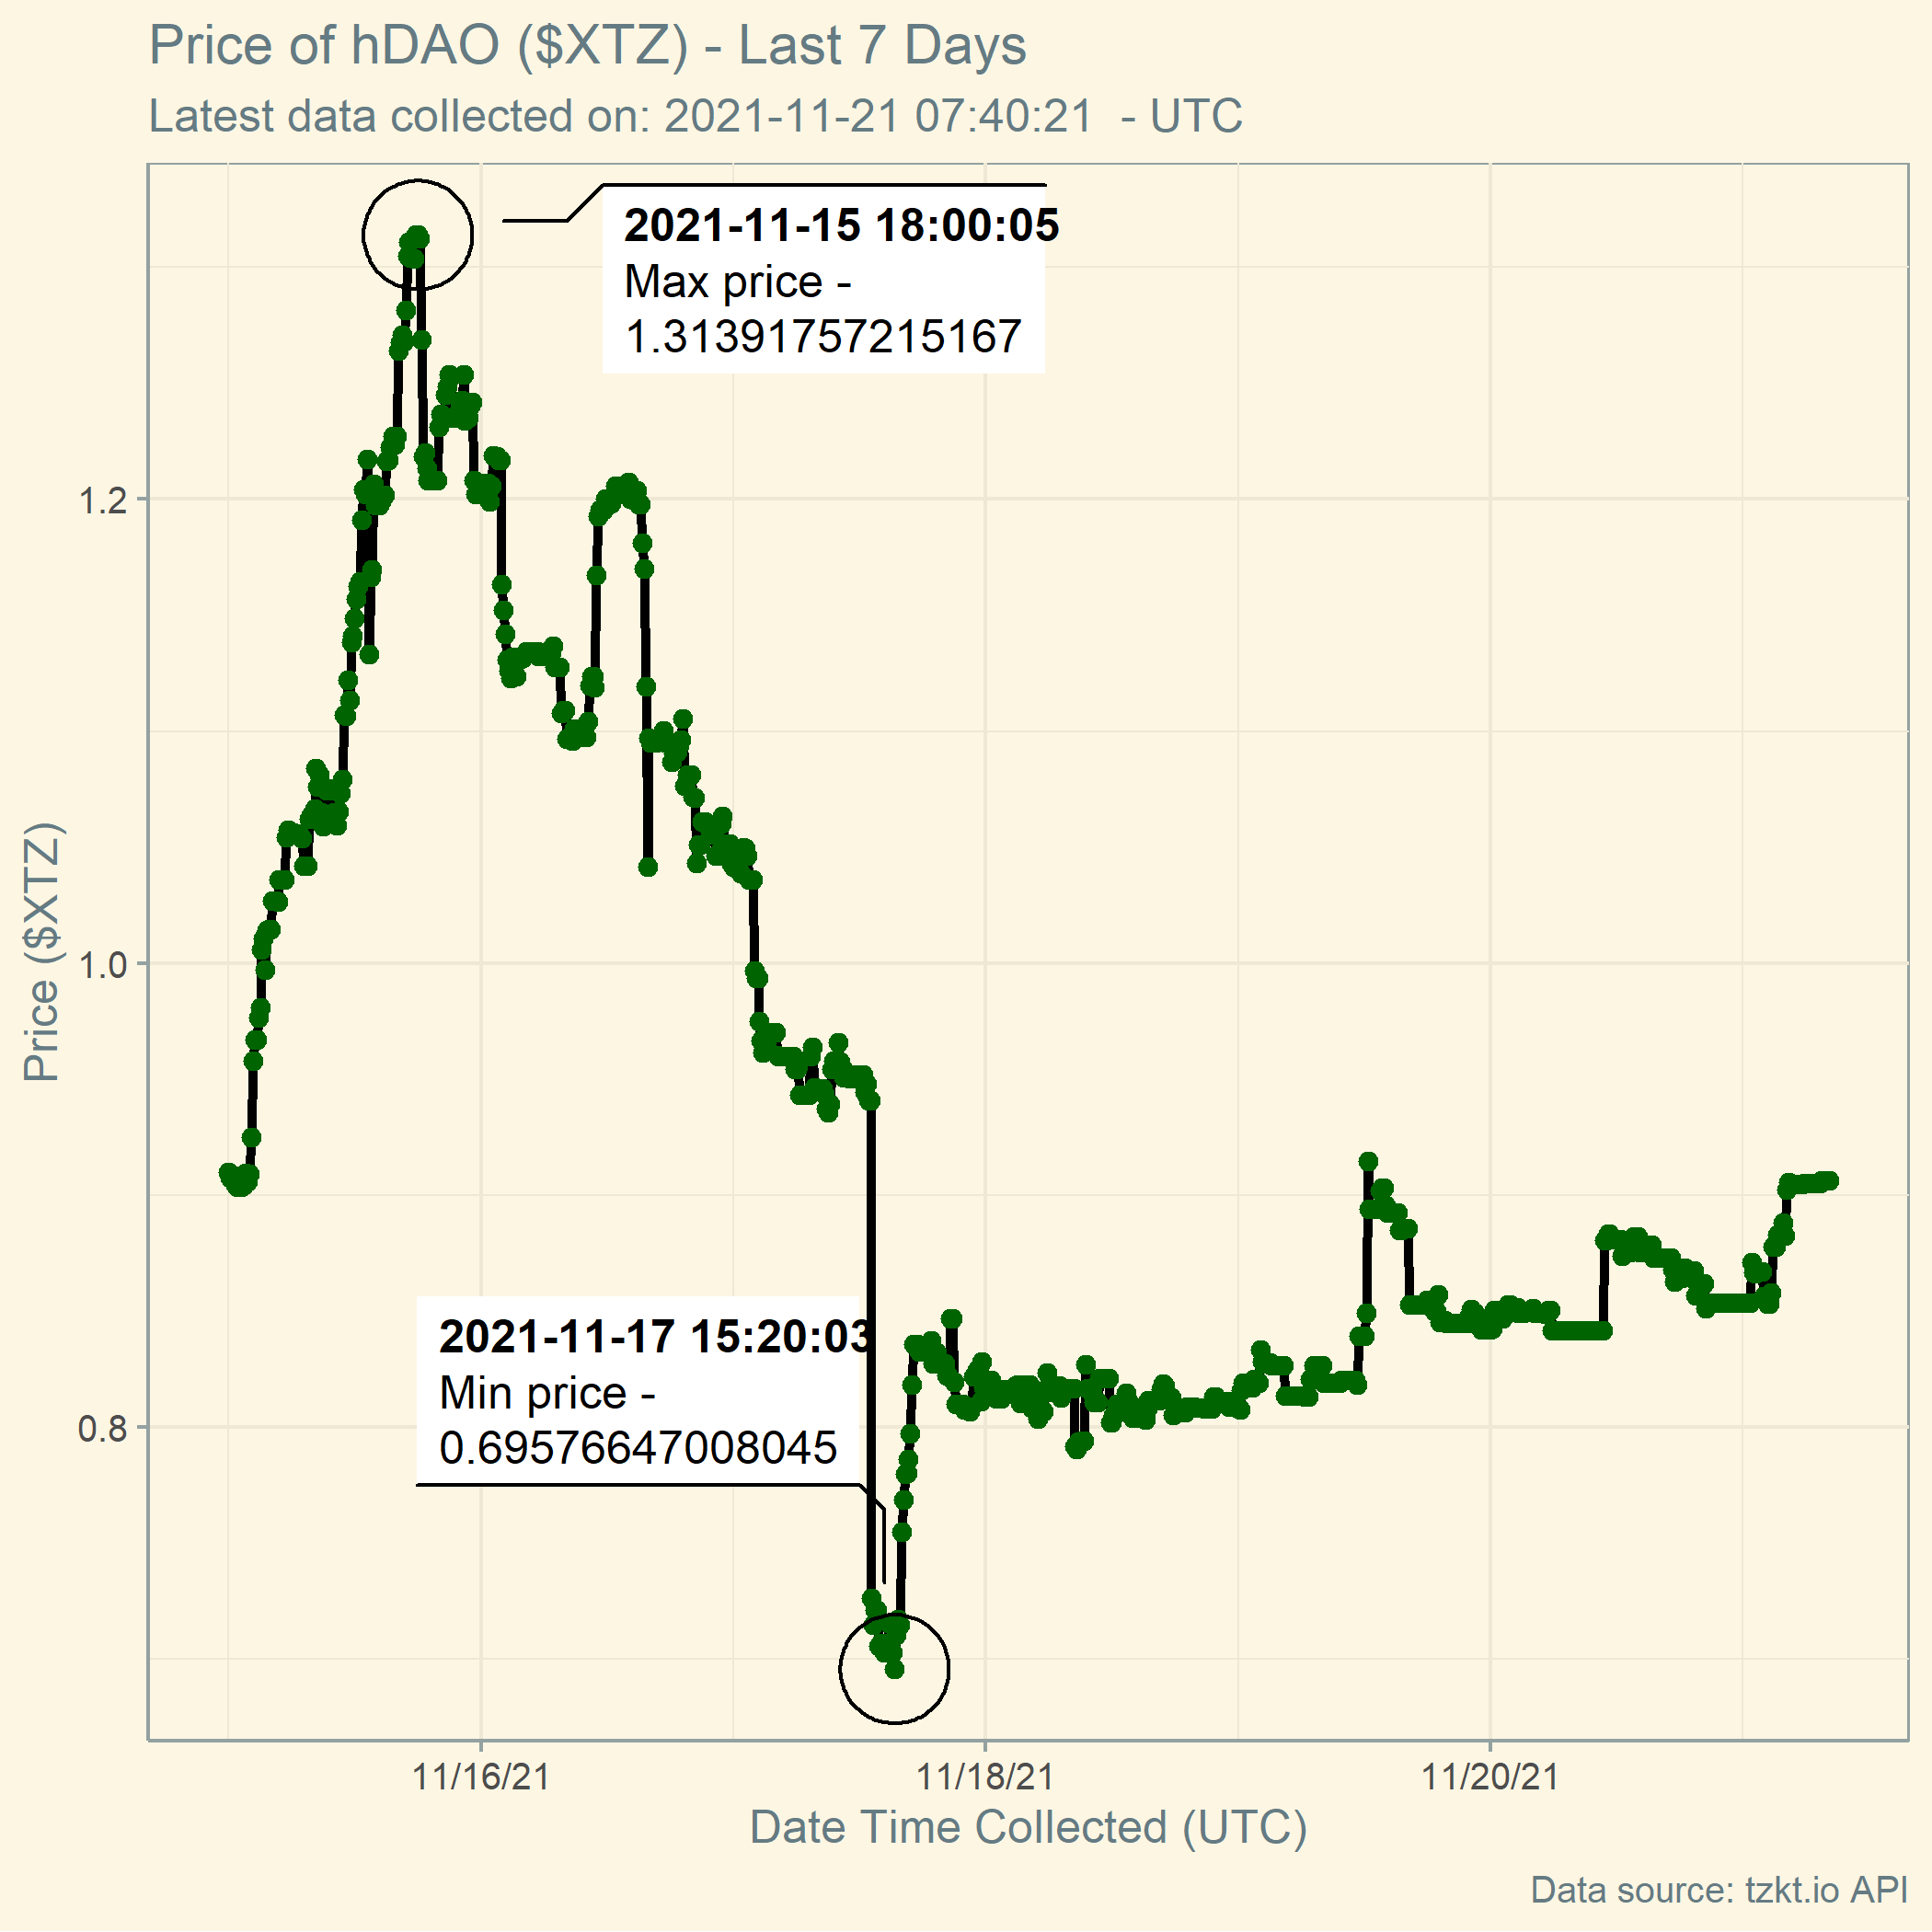 Price of hDAO ($XTZ) - Last 7 Days
Latest data collected on: 2021-11-21 07:40:21  - UTC
2021-11-15 18:00:05
Max price -
1.31391757215167
1.2
1.0
0.8
Price ($XTZ)
2021-11-17 15:20:03
Min price -
0.69576647008045
11/16/21
11/18/21
11/20/21
Date Time Collected (UTC)
Data source: tzkt.io API